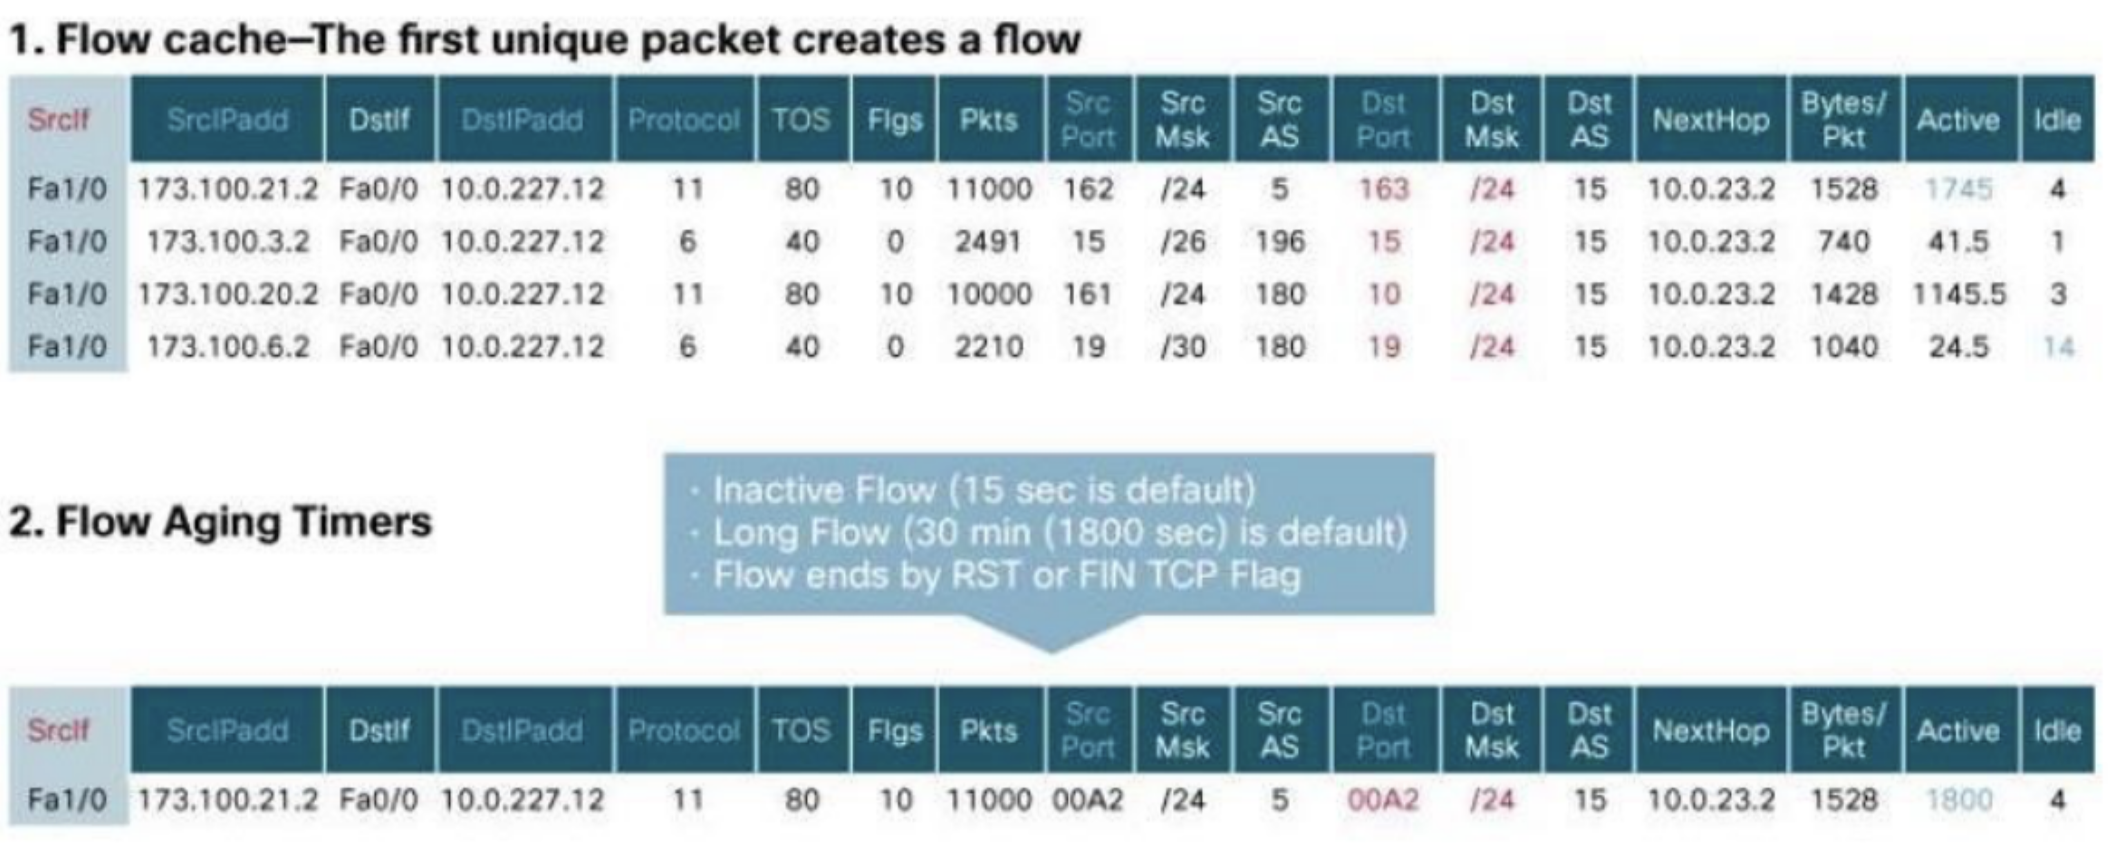 1. Flow cache–The first unique packet creates a flow
SrcIf SrcIPadd DstIf DstIPadd Protocol TOS Flgs Pkts Src Port Src Msk Src AS Dst Port Dst Msk Dst AS NextHop Bytes/ Pkt Active Idle
Fa1/0 173.100.21.2 Fa0/0 10.0.227.12 11 80 10 11000 162 /24 5 163 /24 15 10.0.23.2 1528 1745 4
Fa1/0 173.100.3.2 Fa0/0 10.0.227.12 6 40 0 2491 15 /26 196 15 /24 15 10.0.23.2 740 41.5 1
Fa1/0 173.100.20.2 Fa0/0 10.0.227.12 11 80 10 10000 161 /24 180 10 /24 15 10.0.23.2 1428 1145.5 3
Fa1/0 173.100.6.2 Fa0/0 10.0.227.12 6 40 0 2210 19 /30 180 19 /24 15 10.0.23.2 1040 24.5 14
2. Flow Aging Timers
· Inactive Flow (15 sec is default)
· Long Flow (30 min (1800 sec) is default)
· Flow ends by RST or FIN TCP Flag
SrcIf SrcIPadd DstIf DstIPadd Protocol TOS Flgs Pkts Src Port Src Msk Src AS Dst Port Dst Msk Dst AS NextHop Bytes/ Pkt Active Idle
Fa1/0 173.100.21.2 Fa0/0 10.0.227.12 11 80 10 11000 00A2 /24 5 00A2 /24 15 10.0.23.2 1528 1800 4